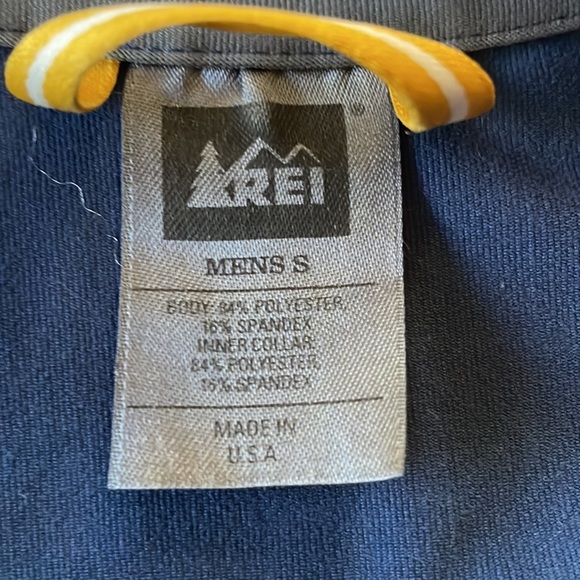 REI ®
MENS S
BODY 84% POLYESTER
16% SPANDEX
INNER COLLAR
84% POLYESTER
16% SPANDEX
MADE IN
U.S.A